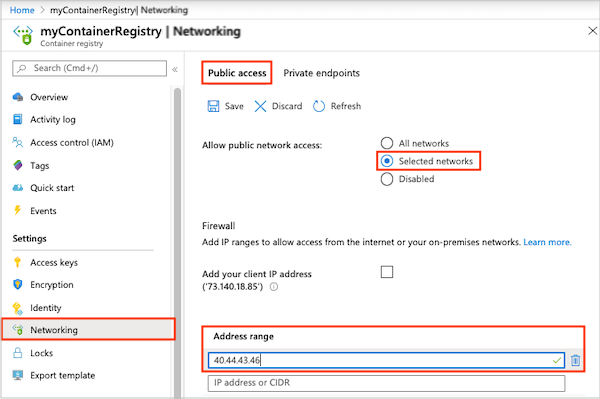 Home > myContainerRegistry| Networking
myContainerRegistry | Networking
Container registry
Search (Cmd+/)
«
Overview
Activity log
Access control (IAM)
Tags
Quick start
Events
Settings
Access keys
Encryption
Identity
Networking
Locks
Export template
Public access Private endpoints
Save Discard Refresh
Allow public network access:
All networks
Selected networks
Disabled
Firewall
Add IP ranges to allow access from the internet or your on-premises networks. Learn more.
Add your client IP address
('73.140.18.85')
Address range
40.44.43.46
IP address or CIDR